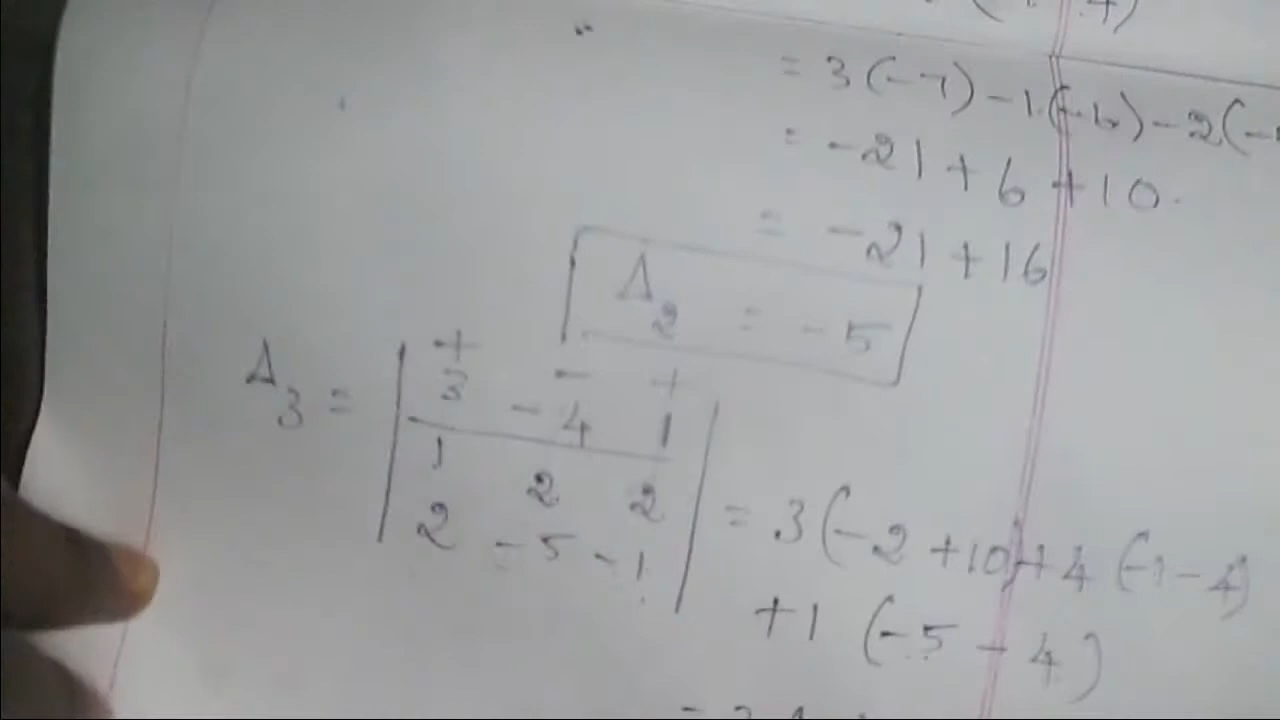 = 3(-7) - 1(-6) - 2(-
= -21 + 6 + 10
= -21 + 16
Δ2 = -5
+ - +
Δ3 = | 3 -4 1 |
| 1 2 2 |
| 2 -5 -1 | = 3(-2 + 10) + 4(-1 - 4)
+ 1 (-5 - 4)